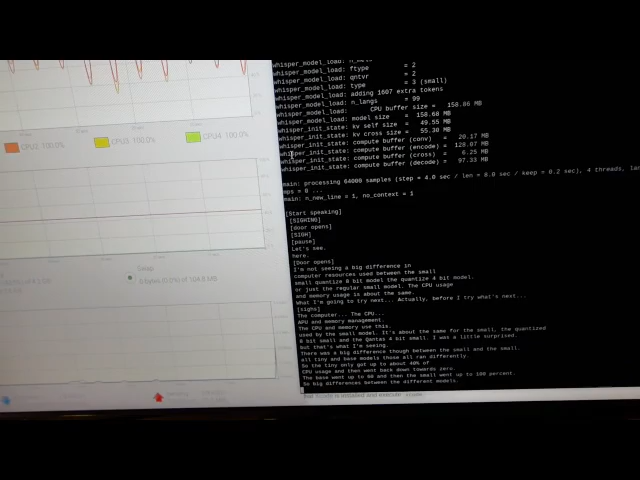 whisper_model_load: ftype = 2
whisper_model_load: qntvr = 2
whisper_model_load: type = 3 (small)
whisper_model_load: adding 1607 extra tokens
whisper_model_load: n_langs = 99
whisper_model_load: CPU buffer size = 158.86 MB
whisper_model_load: model size = 158.68 MB
whisper_init_state: kv self size = 49.55 MB
whisper_init_state: kv cross size = 55.30 MB
whisper_init_state: compute buffer (conv) = 20.17 MB
whisper_init_state: compute buffer (encode) = 128.07 MB
whisper_init_state: compute buffer (cross) = 6.25 MB
whisper_init_state: compute buffer (decode) = 97.33 MB
main: processing 64000 samples (step = 4.0 sec / len = 8.0 sec / keep = 0.2 sec), 4 threads,
mps = 0 ...
main: n_new_line = 1, no_context = 1
[Start speaking]
[SIGHING]
[door opens]
[SIGH]
[pause]
Let's see.
here.
[Door opens]
I'm not seeing a big difference in
computer resources used between the small
small quantize 8 bit model the quantize 4 bit model.
or just the regular small model. The CPU usage
and memory usage is about the same.
What I'm going to try next... Actually, before I try what's next...
[sighs]
The computer... The CPU...
APU and memory management.
The CPU and memory use this.
used by the small model. It's about the same for the small, the quantized
8 bit small and the Qantas 4 bit small. I was a little surprised.
but that's what I'm seeing.
There was a big difference though between the small and the small.
all tiny and base models those all ran differently.
So the tiny only got up to about 40% of
CPU usage and then went back down towards zero.
The base went up to 60 and then the small went up to 100 percent.
So big differences between the different models.
CPU2 100.0%
CPU3 100.0%
CPU4 100.0%
Swap